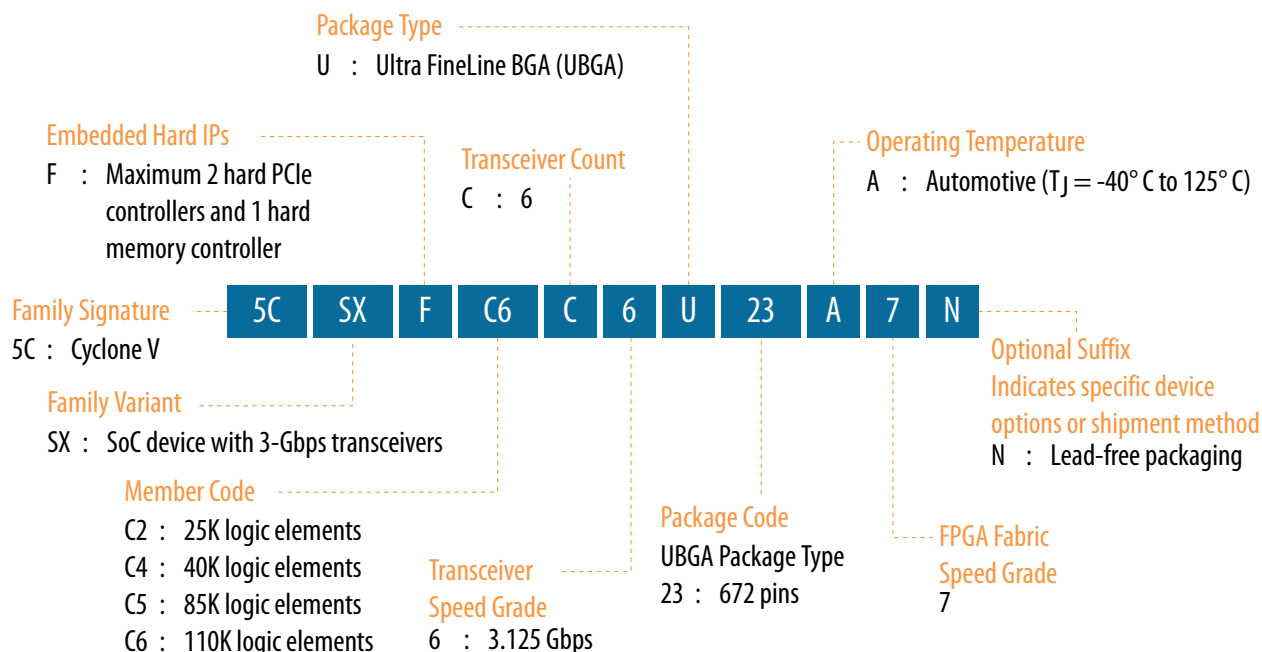 Package Type
U : Ultra FineLine BGA (UBGA)
Embedded Hard IPs
F : Maximum 2 hard PCIe
controllers and 1 hard
memory controller
Transceiver Count
C : 6
Operating Temperature
A : Automotive (TJ = -40° C to 125° C)
Family Signature
5C : Cyclone V
5C SX F C6 C 6 U 23 A 7 N
Optional Suffix
Indicates specific device
options or shipment method
N : Lead-free packaging
Family Variant
SX : SoC device with 3-Gbps transceivers
Member Code
C2 : 25K logic elements
C4 : 40K logic elements
C5 : 85K logic elements
C6 : 110K logic elements
Transceiver
Speed Grade
6 : 3.125 Gbps
Package Code
UBGA Package Type
23 : 672 pins
FPGA Fabric
Speed Grade
7